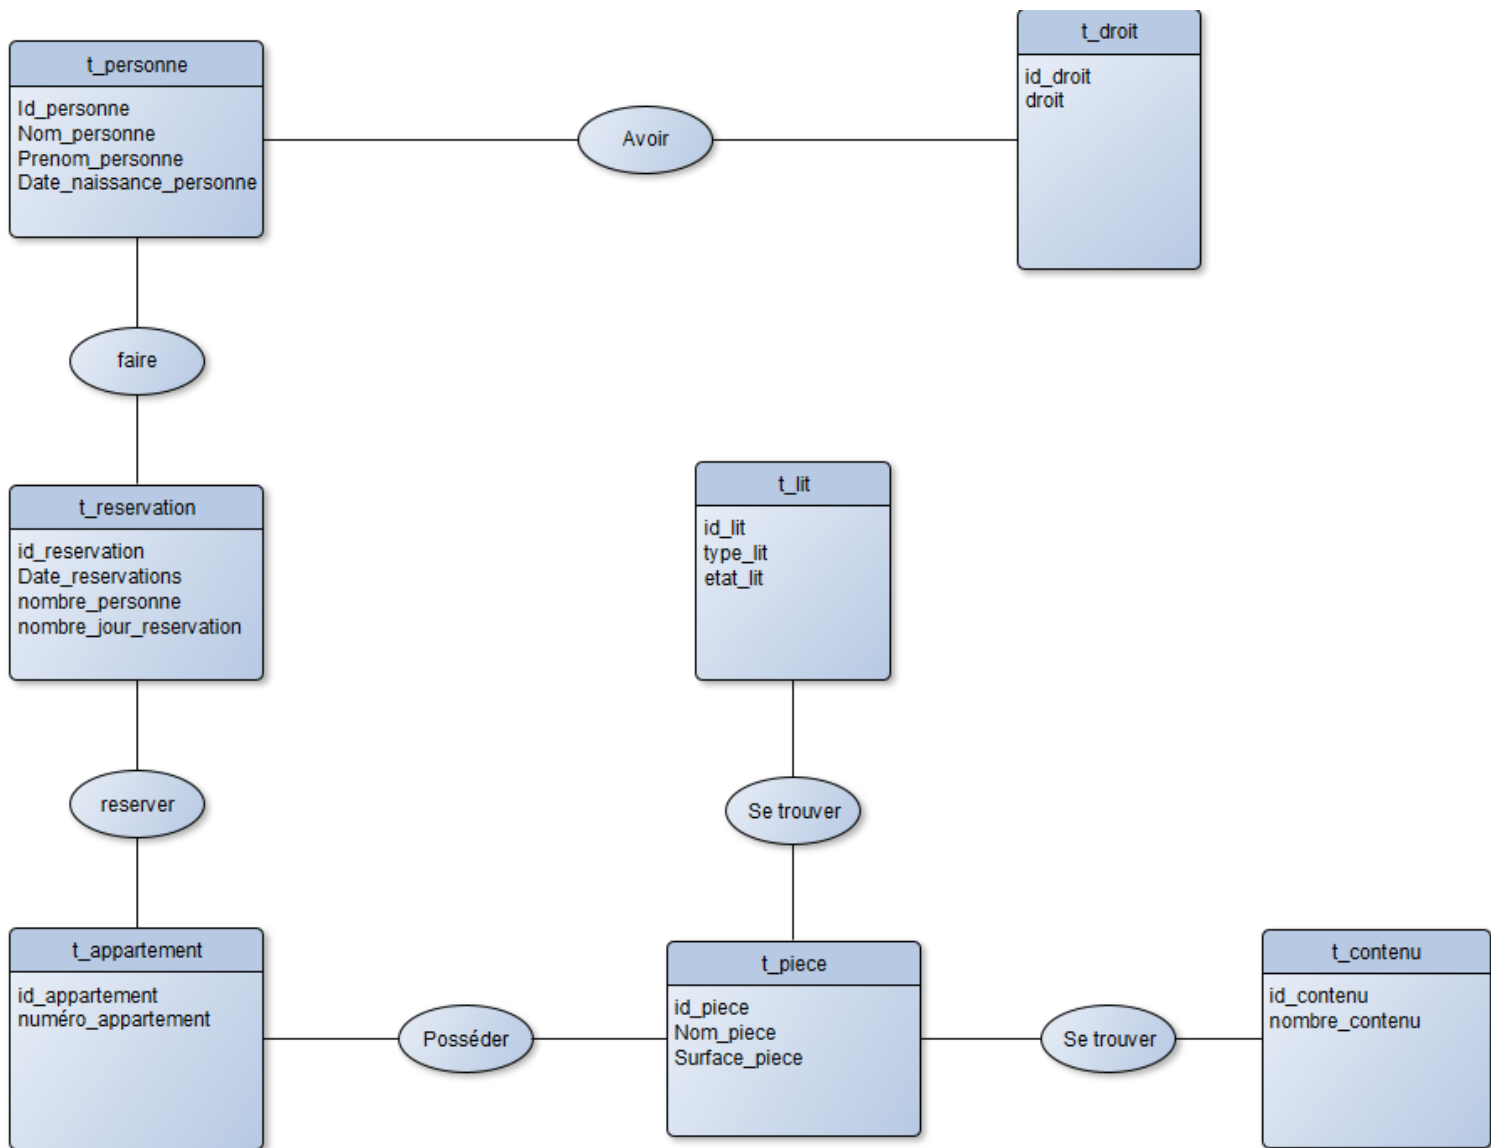 t_personne
Id_personne
Nom_personne
Prenom_personne
Date_naissance_personne
Avoir
t_droit
id_droit
droit
faire
t_reservation
id_reservation
Date_reservations
nombre_personne
nombre_jour_reservation
t_lit
id_lit
type_lit
etat_lit
reserver
Se trouver
t_appartement
id_appartement
numéro_appartement
Posséder
t_piece
id_piece
Nom_piece
Surface_piece
Se trouver
t_contenu
id_contenu
nombre_contenu